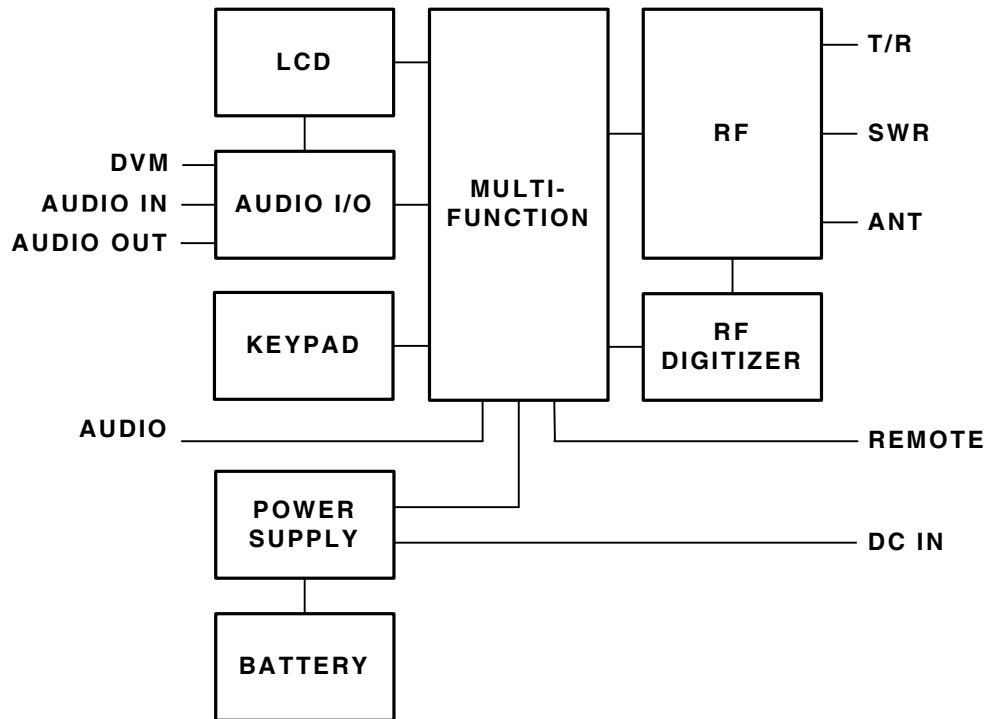 LCD
T/R
RF
SWR
DVM
AUDIO IN
AUDIO OUT
AUDIO I/O
MULTI-
FUNCTION
ANT
KEYPAD
RF
DIGITIZER
AUDIO
REMOTE
POWER
SUPPLY
DC IN
BATTERY